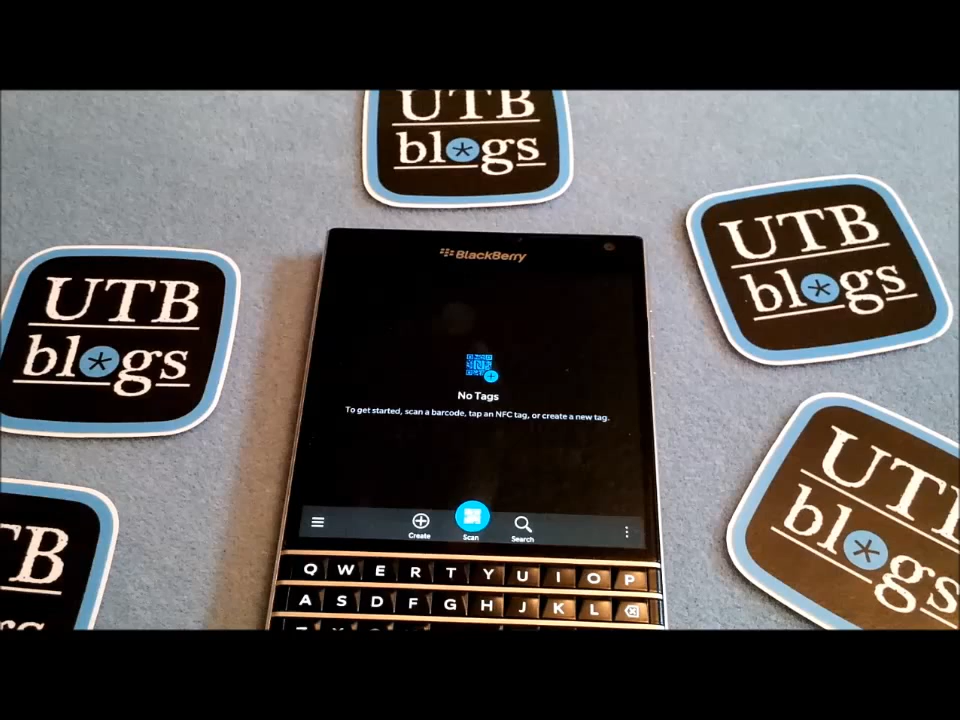 UTB
blogs
UTB
blogs
UTB
blogs
BlackBerry
No Tags
To get started, scan a barcode, tap an NFC tag, or create a new tag.
Create Scan Search
Q W E R T Y U I O P
A S D F G H J K L
UT
blogs
TB